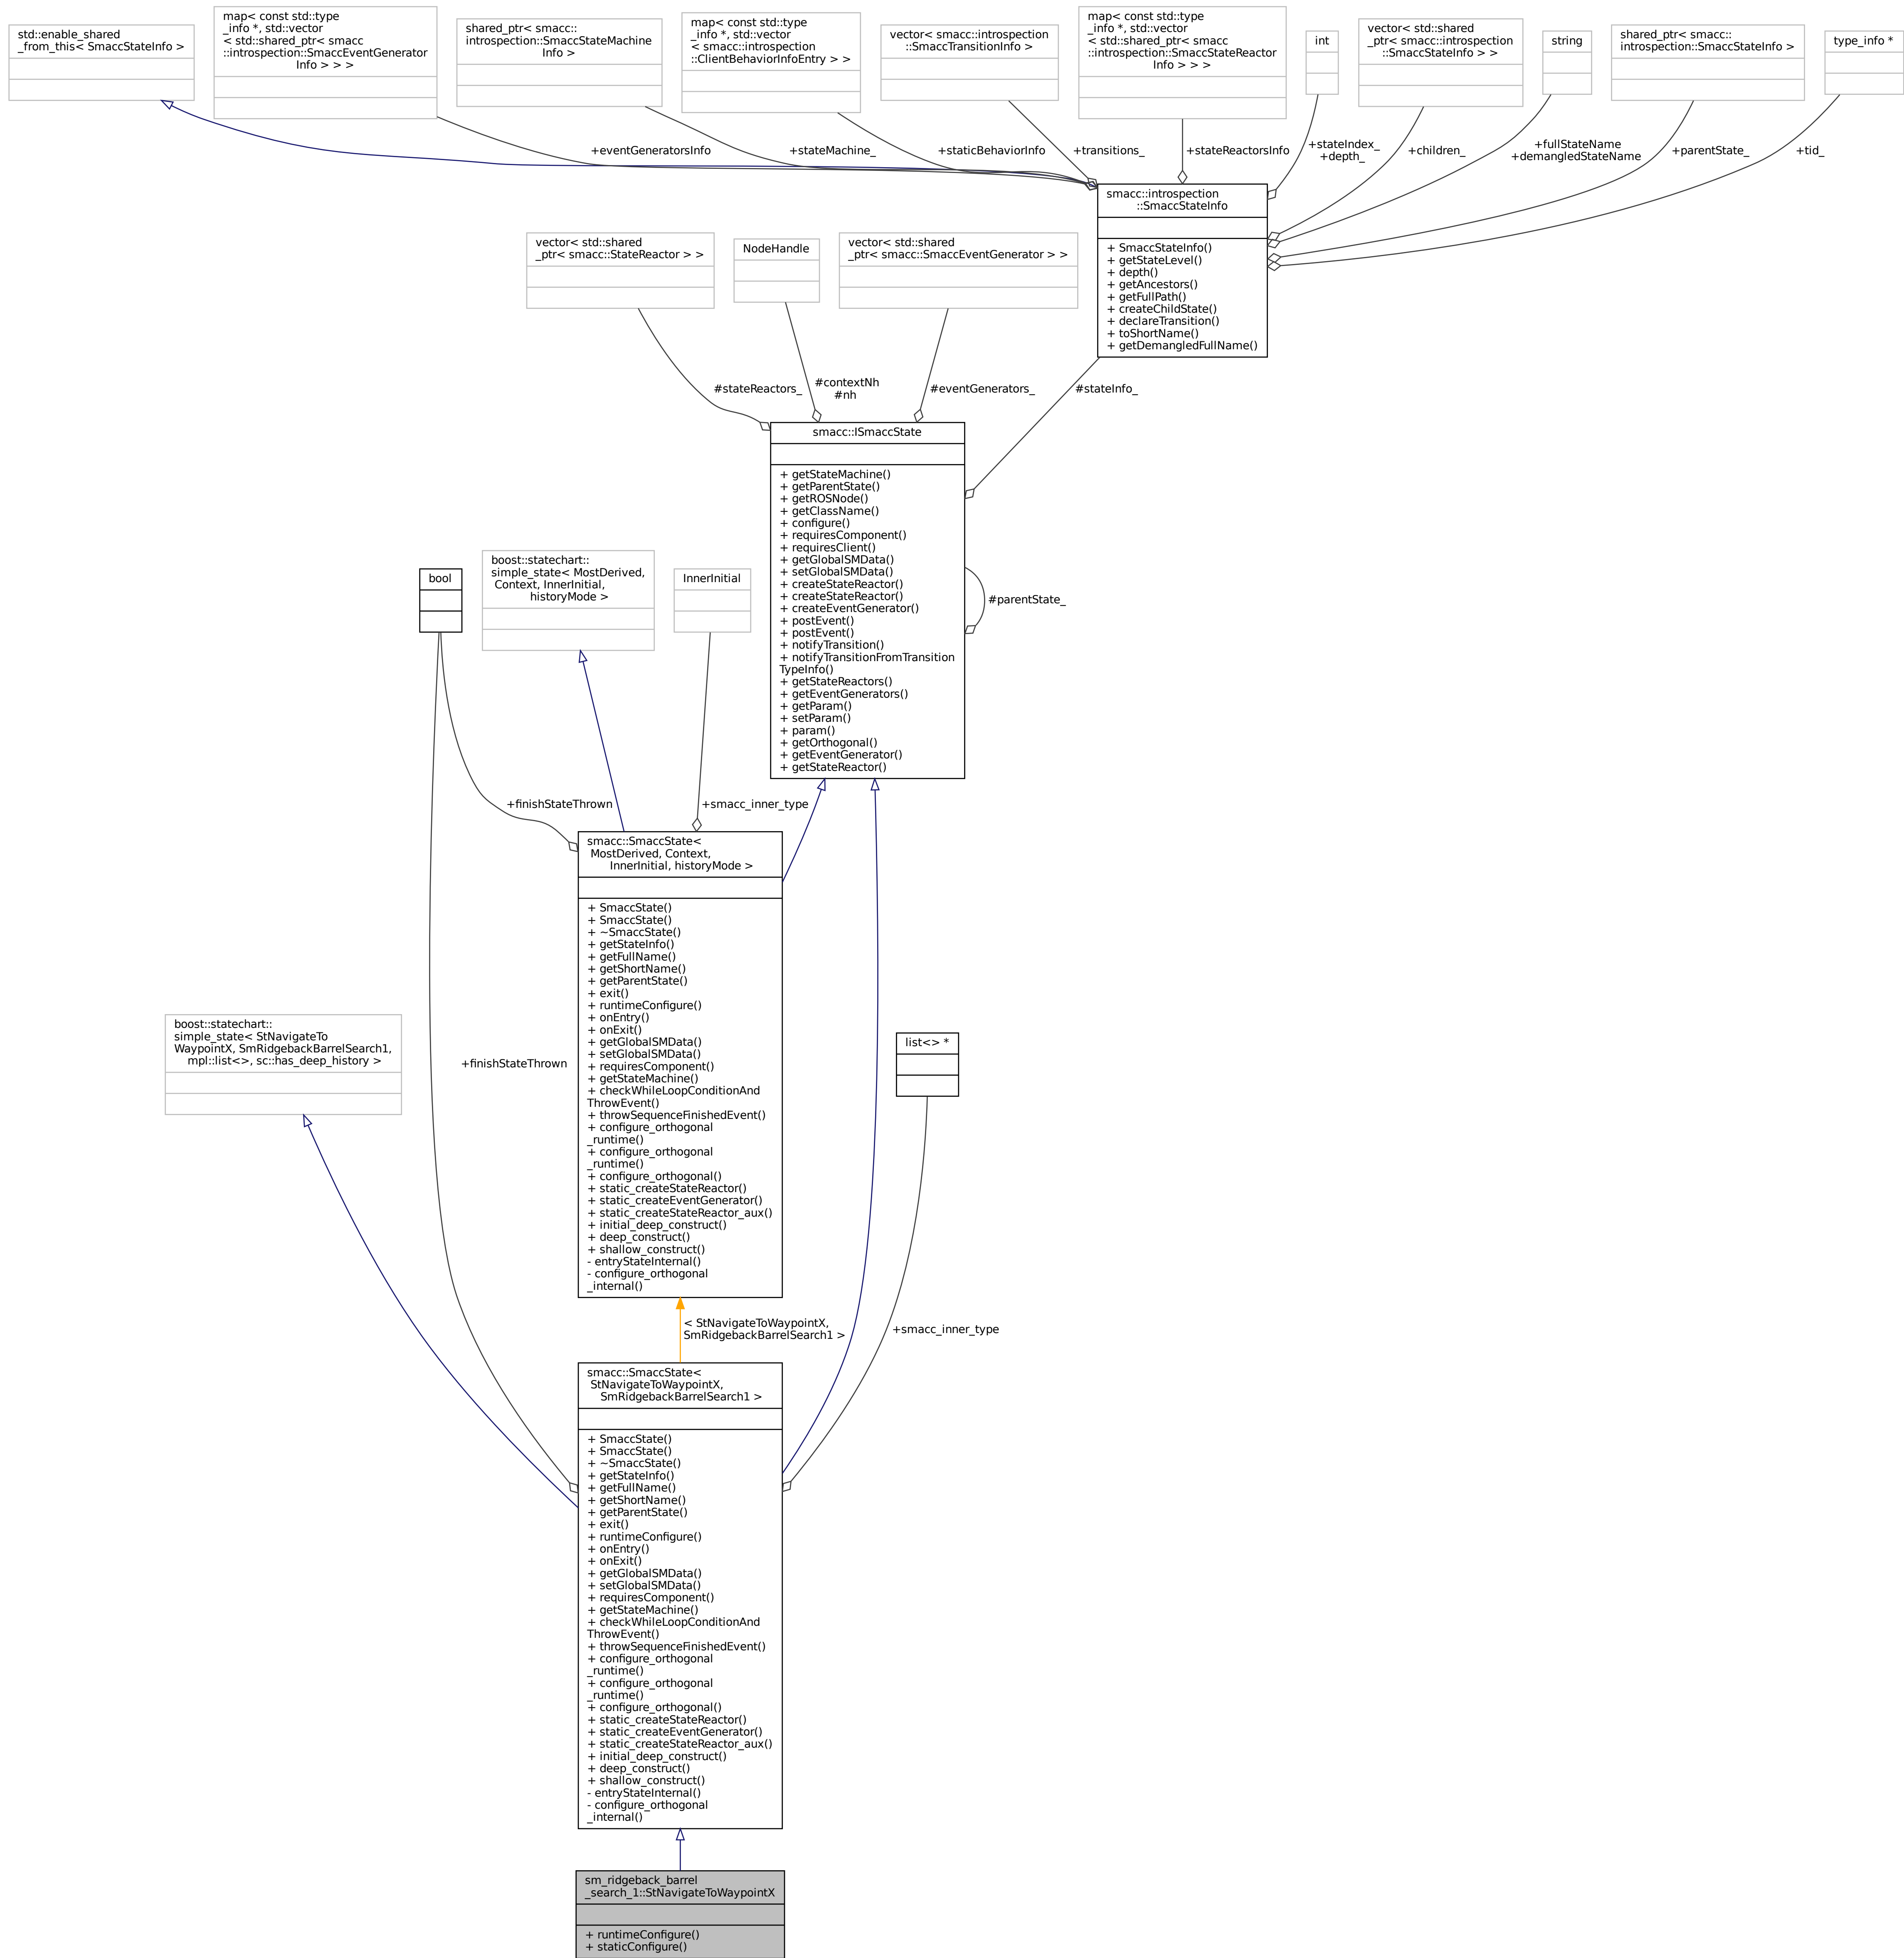 std::enable_shared
_from_this< SmaccStateInfo >
map< const std::type
_info *, std::vector
< std::shared_ptr< smacc
::introspection::SmaccEventGenerator
Info > > >
shared_ptr< smacc::
introspection::SmaccStateMachine
Info >
map< const std::type
_info *, std::vector
< smacc::introspection
::ClientBehaviorInfoEntry > >
vector< smacc::introspection
::SmaccTransitionInfo >
map< const std::type
_info *, std::vector
< std::shared_ptr< smacc
::introspection::SmaccStateReactor
Info > > >
int
vector< std::shared
_ptr< smacc::introspection
::SmaccStateInfo > >
string
shared_ptr< smacc::
introspection::SmaccStateInfo >
type_info *
+eventGeneratorsInfo
+stateMachine_
+staticBehaviorInfo
+transitions_
+stateReactorsInfo
+stateIndex_
+depth_
+children_
+fullStateName
+demangledStateName
+parentState_
+tid_
smacc::introspection
::SmaccStateInfo
+ SmaccStateInfo()
+ getStateLevel()
+ depth()
+ getAncestors()
+ getFullPath()
+ createChildState()
+ declareTransition()
+ toShortName()
+ getDemangledFullName()
vector< std::shared
_ptr< smacc::StateReactor > >
NodeHandle
vector< std::shared
_ptr< smacc::SmaccEventGenerator > >
#stateReactors_
#contextNh
#nh
#eventGenerators_
#stateInfo_
smacc::ISmaccState
+ getStateMachine()
+ getParentState()
+ getROSNode()
+ getClassName()
+ configure()
+ requiresComponent()
+ requiresClient()
+ getGlobalSMData()
+ setGlobalSMData()
+ createStateReactor()
+ createStateReactor()
+ createEventGenerator()
+ postEvent()
+ postEvent()
+ notifyTransition()
+ notifyTransitionFromTransition
TypeInfo()
+ getStateReactors()
+ getEventGenerators()
+ getParam()
+ setParam()
+ param()
+ getOrthogonal()
+ getEventGenerator()
+ getStateReactor()
#parentState_
bool
boost::statechart::
simple_state< MostDerived,
Context, InnerInitial,
historyMode >
InnerInitial
+finishStateThrown
+smacc_inner_type
smacc::SmaccState<
MostDerived, Context,
InnerInitial, historyMode >
+ SmaccState()
+ SmaccState()
+ ~SmaccState()
+ getStateInfo()
+ getFullName()
+ getShortName()
+ getParentState()
+ exit()
+ runtimeConfigure()
+ onEntry()
+ onExit()
+ getGlobalSMData()
+ setGlobalSMData()
+ requiresComponent()
+ getStateMachine()
+ checkWhileLoopConditionAnd
ThrowEvent()
+ throwSequenceFinishedEvent()
+ configure_orthogonal
_runtime()
+ configure_orthogonal
_runtime()
+ configure_orthogonal()
+ static_createStateReactor()
+ static_createEventGenerator()
+ static_createStateReactor_aux()
+ initial_deep_construct()
+ deep_construct()
+ shallow_construct()
- entryStateInternal()
- configure_orthogonal
_internal()
boost::statechart::
simple_state< StNavigateTo
WaypointX, SmRidgebackBarrelSearch1,
mpl::list<>, sc::has_deep_history >
+finishStateThrown
list<> *
< StNavigateToWaypointX,
SmRidgebackBarrelSearch1 >
+smacc_inner_type
smacc::SmaccState<
StNavigateToWaypointX,
SmRidgebackBarrelSearch1 >
+ SmaccState()
+ SmaccState()
+ ~SmaccState()
+ getStateInfo()
+ getFullName()
+ getShortName()
+ getParentState()
+ exit()
+ runtimeConfigure()
+ onEntry()
+ onExit()
+ getGlobalSMData()
+ setGlobalSMData()
+ requiresComponent()
+ getStateMachine()
+ checkWhileLoopConditionAnd
ThrowEvent()
+ throwSequenceFinishedEvent()
+ configure_orthogonal
_runtime()
+ configure_orthogonal
_runtime()
+ configure_orthogonal()
+ static_createStateReactor()
+ static_createEventGenerator()
+ static_createStateReactor_aux()
+ initial_deep_construct()
+ deep_construct()
+ shallow_construct()
- entryStateInternal()
- configure_orthogonal
_internal()
sm_ridgeback_barrel
_search_1::StNavigateToWaypointX
+ runtimeConfigure()
+ staticConfigure()